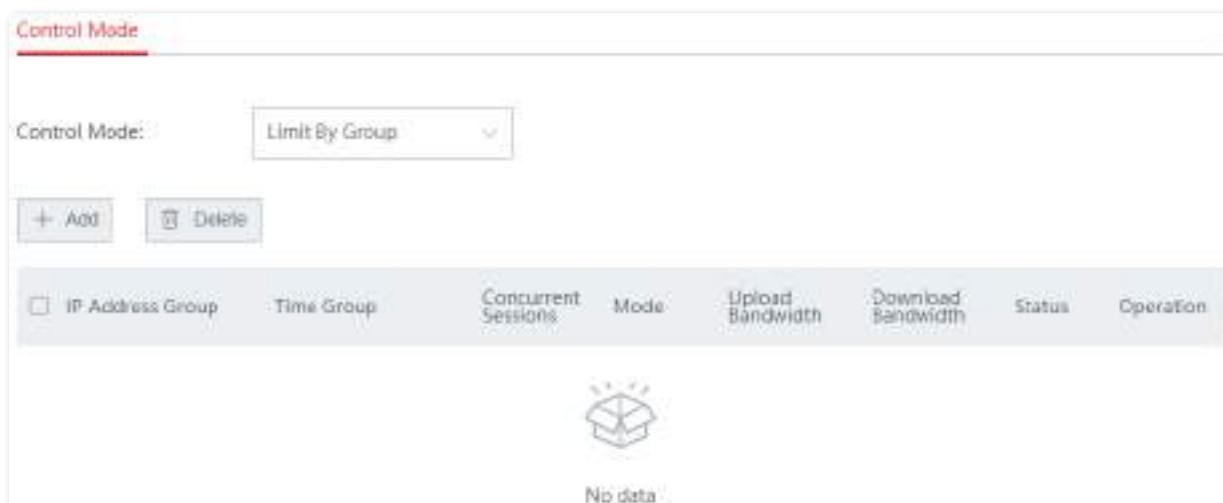 Control Mode
Control Mode: Limit By Group
+ Add Delete
IP Address Group Time Group Concurrent Sessions Mode Upload Bandwidth Download Bandwidth Status Operation
No data